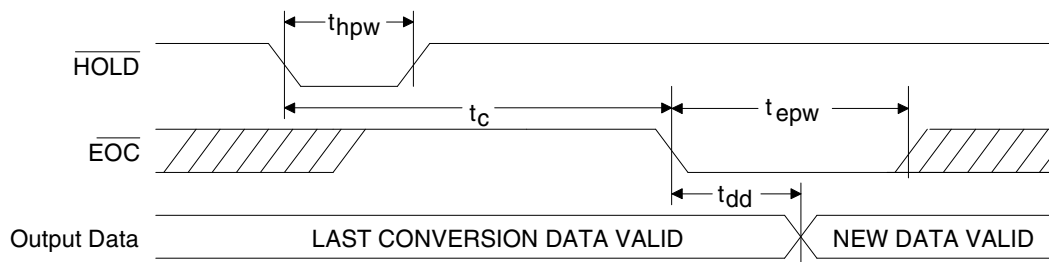 thpw
HOLD
tc
tepw
EOC
tdd
Output Data LAST CONVERSION DATA VALID NEW DATA VALID